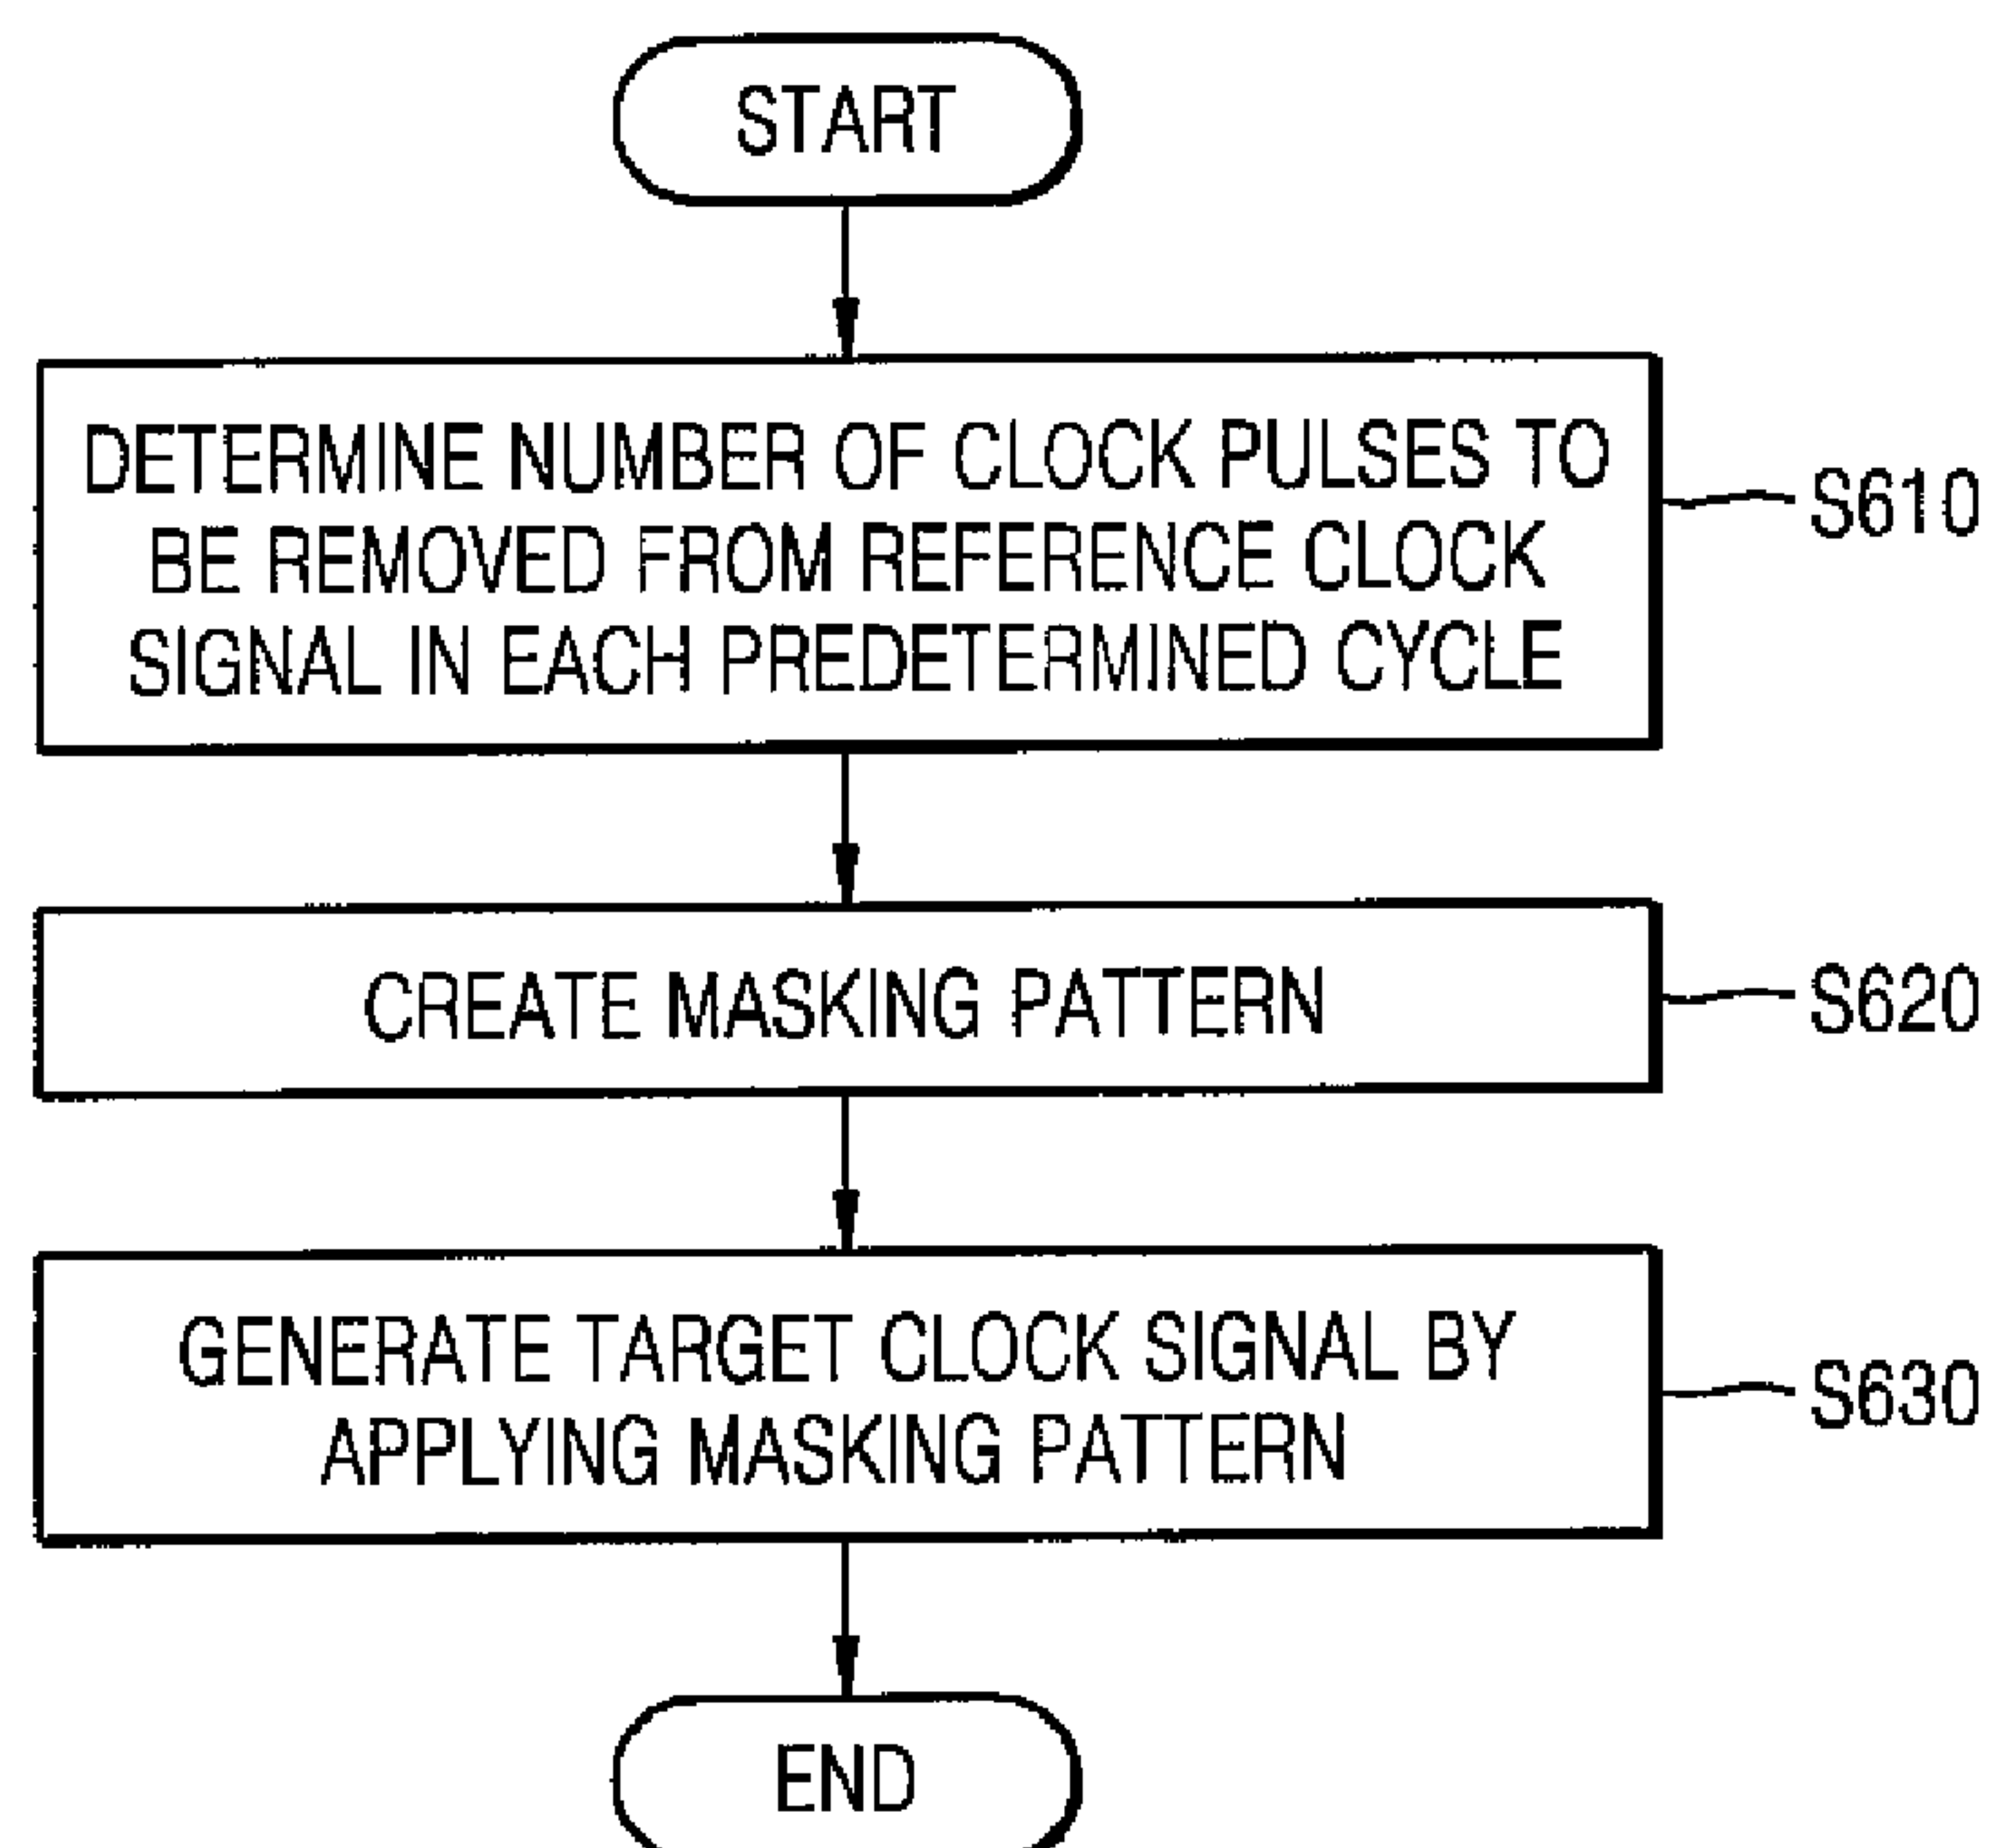 START
DETERMINE NUMBER OF CLOCK PULSES TO
BE REMOVED FROM REFERENCE CLOCK
SIGNAL IN EACH PREDETERMINED CYCLE
S610
CREATE MASKING PATTERN
S620
GENERATE TARGET CLOCK SIGNAL BY
APPLYING MASKING PATTERN
S630
END